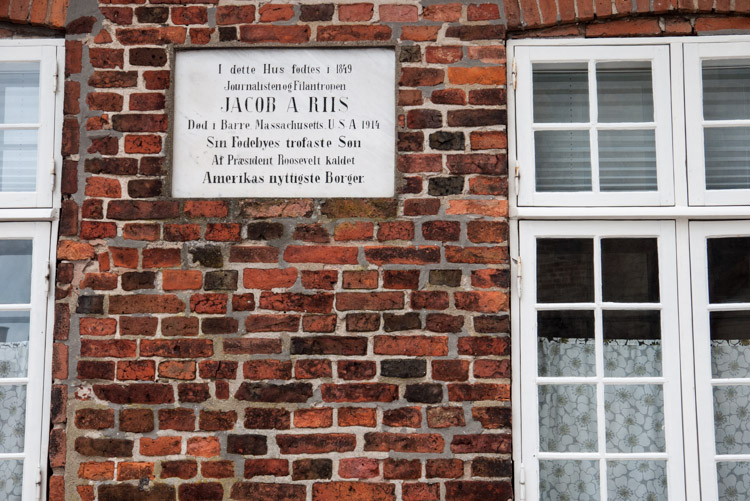 I dette Hus fødtes i 1849
Journalisten og Filantropen
JACOB A RIIS
Død i Barre Massachusetts. U.S.A 1914
Sin Fødebyes trofaste Søn
Af Præsident Roosevelt kaldet
Amerikas nyttigste Borger.